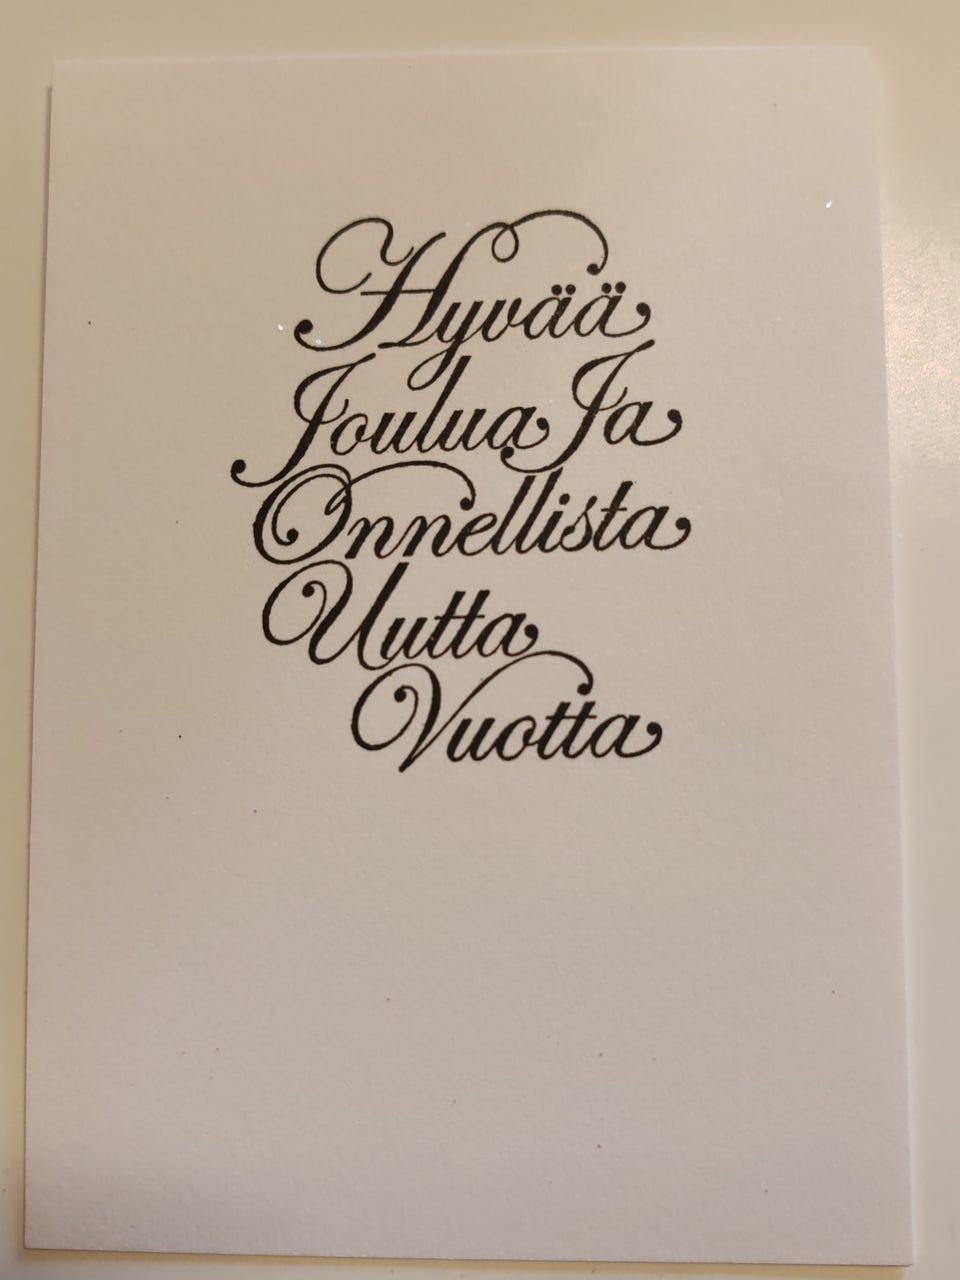 Hyvää
Joulua Ja
Onnellista
Uutta
Vuotta